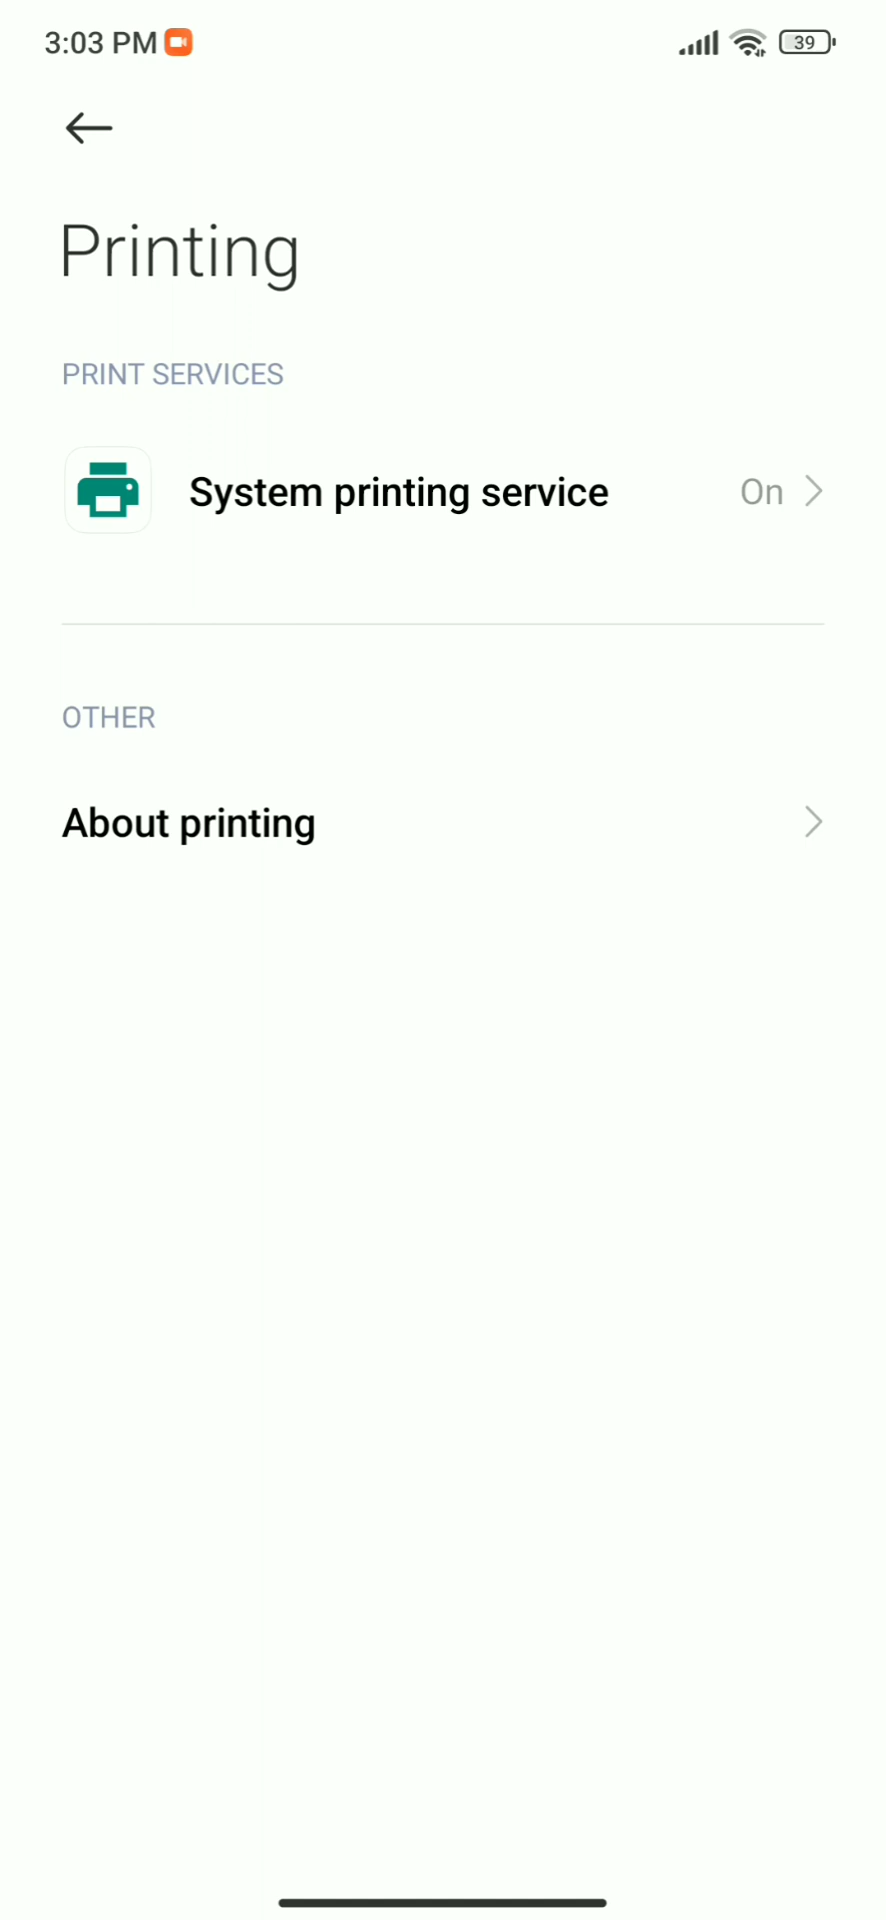 3:03 PM
39
Printing
PRINT SERVICES
System printing service
On
OTHER
About printing